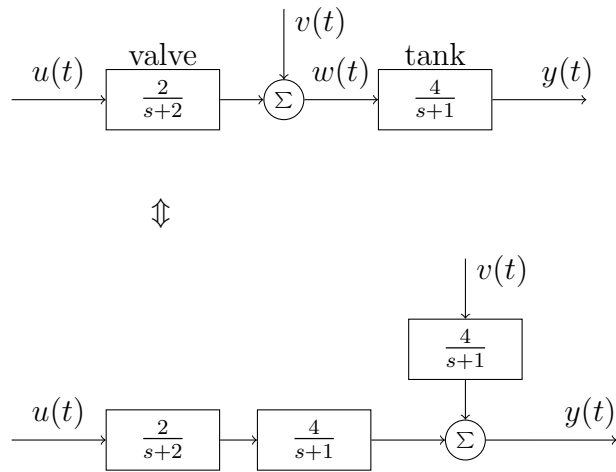 v(t)
valve
tank
u(t)
w(t)
y(t)
2
s+2
Σ
4
s+1
⇕
v(t)
4
s+1
u(t)
y(t)
2
s+2
4
s+1
Σ